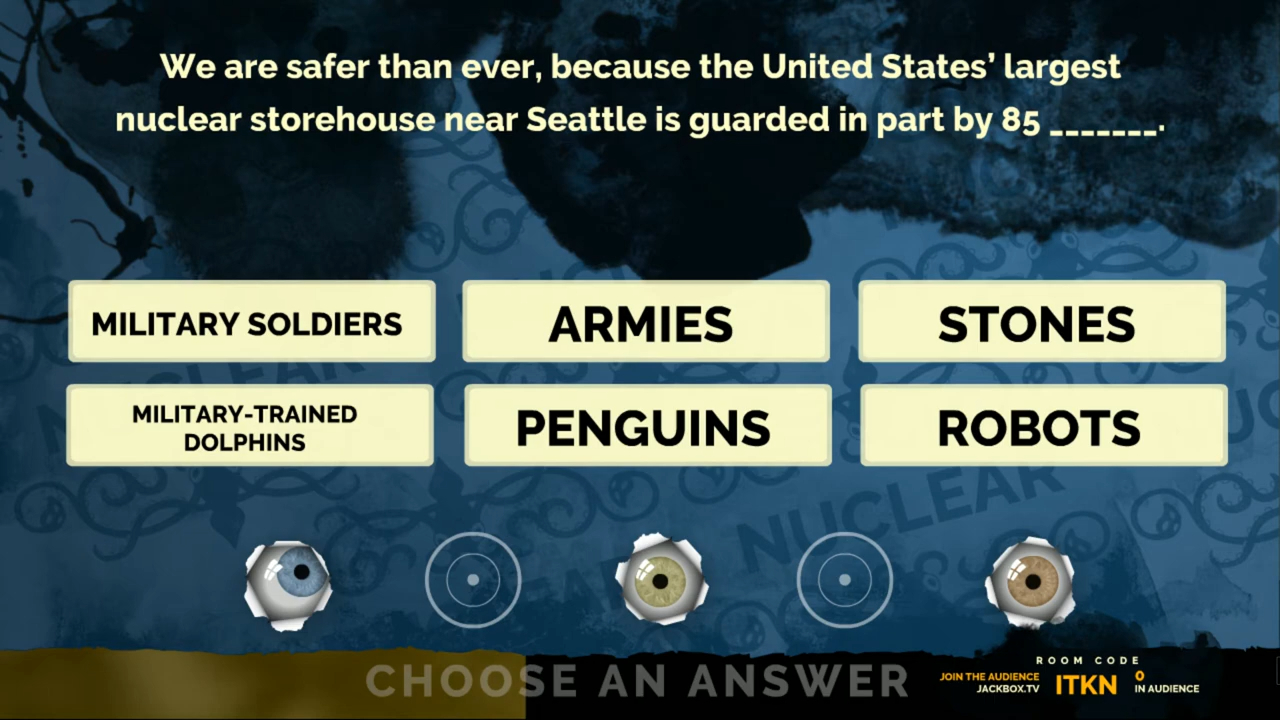 We are safer than ever, because the United States’ largest
nuclear storehouse near Seattle is guarded in part by 85 _______.
MILITARY SOLDIERS
ARMIES
STONES
MILITARY-TRAINED
DOLPHINS
PENGUINS
ROBOTS
NUCLEAR
NUCLEAR
CHOOSE AN ANSWER
ROOM CODE
JOIN THE AUDIENCE
JACKBOX.TV
ITKN
0
IN AUDIENCE